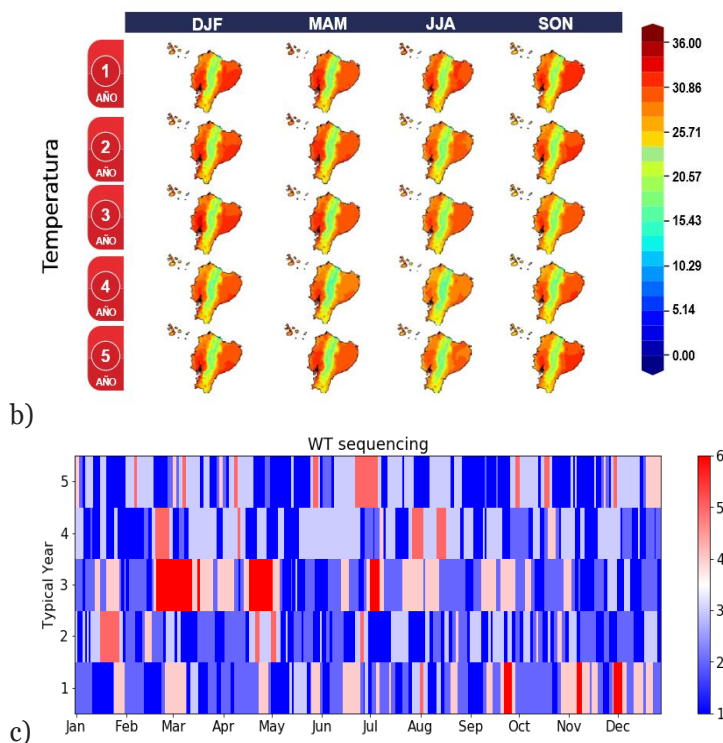 DJF MAM JJA SON
Temperatura
1
AÑO
2
AÑO
3
AÑO
4
AÑO
5
AÑO
36.00
30.86
25.71
20.57
15.43
10.29
5.14
0.00
b)
WT sequencing
Typical Year
5
4
3
2
1
Jan Feb Mar Apr May Jun Jul Aug Sep Oct Nov Dec
6
5
4
3
2
1
c)